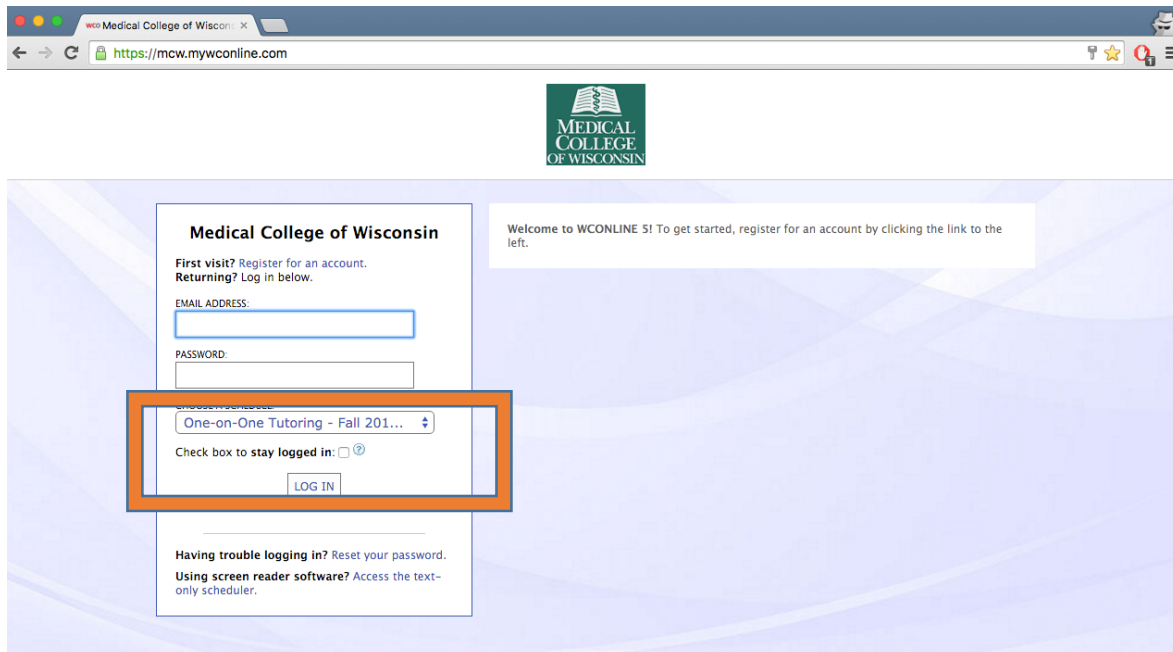 wco Medical College of Wiscon
https://mcw.mywconline.com
1
MEDICAL
COLLEGE
OF WISCONSIN
Medical College of Wisconsin
First visit? Register for an account.
Returning? Log in below.
EMAIL ADDRESS:
PASSWORD:
CHOOSE A SCHEDULE:
One-on-One Tutoring - Fall 201...
Check box to stay logged in: ?
LOG IN
Having trouble logging in? Reset your password.
Using screen reader software? Access the text-
only scheduler.
Welcome to WCONLINE 5! To get started, register for an account by clicking the link to the
left.